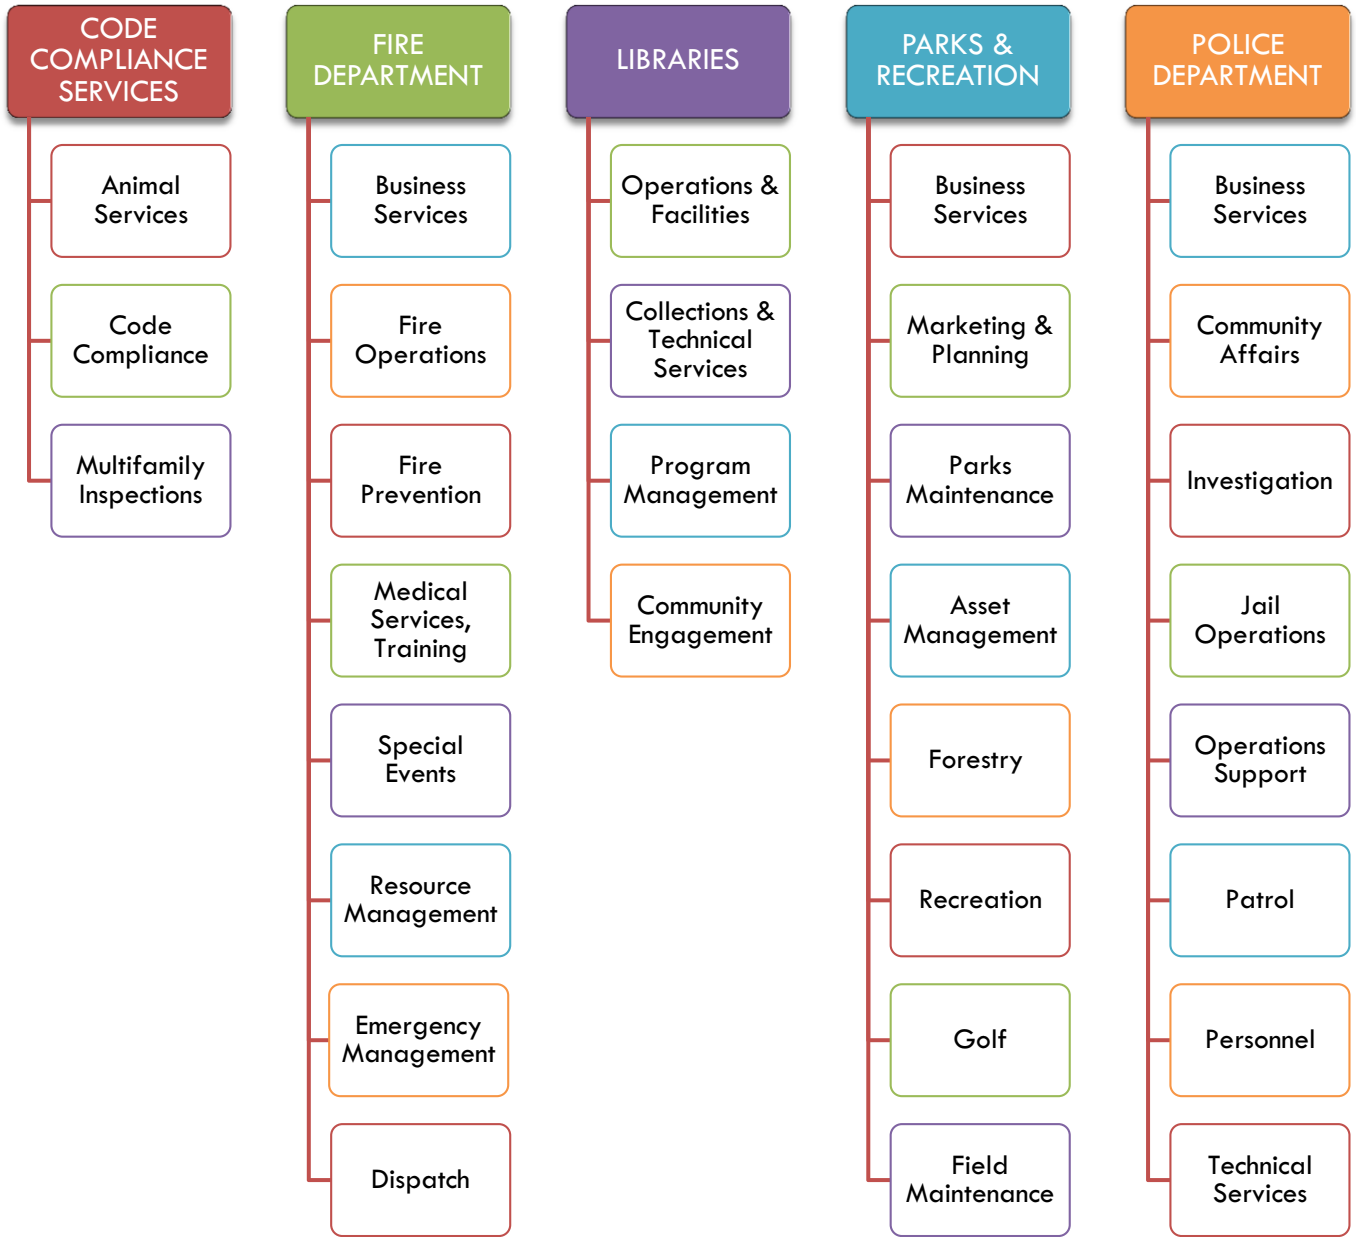 CODE
COMPLIANCE
SERVICES
Animal
Services
Code
Compliance
Multifamily
Inspections
FIRE
DEPARTMENT
Business
Services
Fire
Operations
Fire
Prevention
Medical
Services,
Training
Special
Events
Resource
Management
Emergency
Management
Dispatch
LIBRARIES
Operations &
Facilities
Collections &
Technical
Services
Program
Management
Community
Engagement
PARKS &
RECREATION
Business
Services
Marketing &
Planning
Parks
Maintenance
Asset
Management
Forestry
Recreation
Golf
Field
Maintenance
POLICE
DEPARTMENT
Business
Services
Community
Affairs
Investigation
Jail
Operations
Operations
Support
Patrol
Personnel
Technical
Services